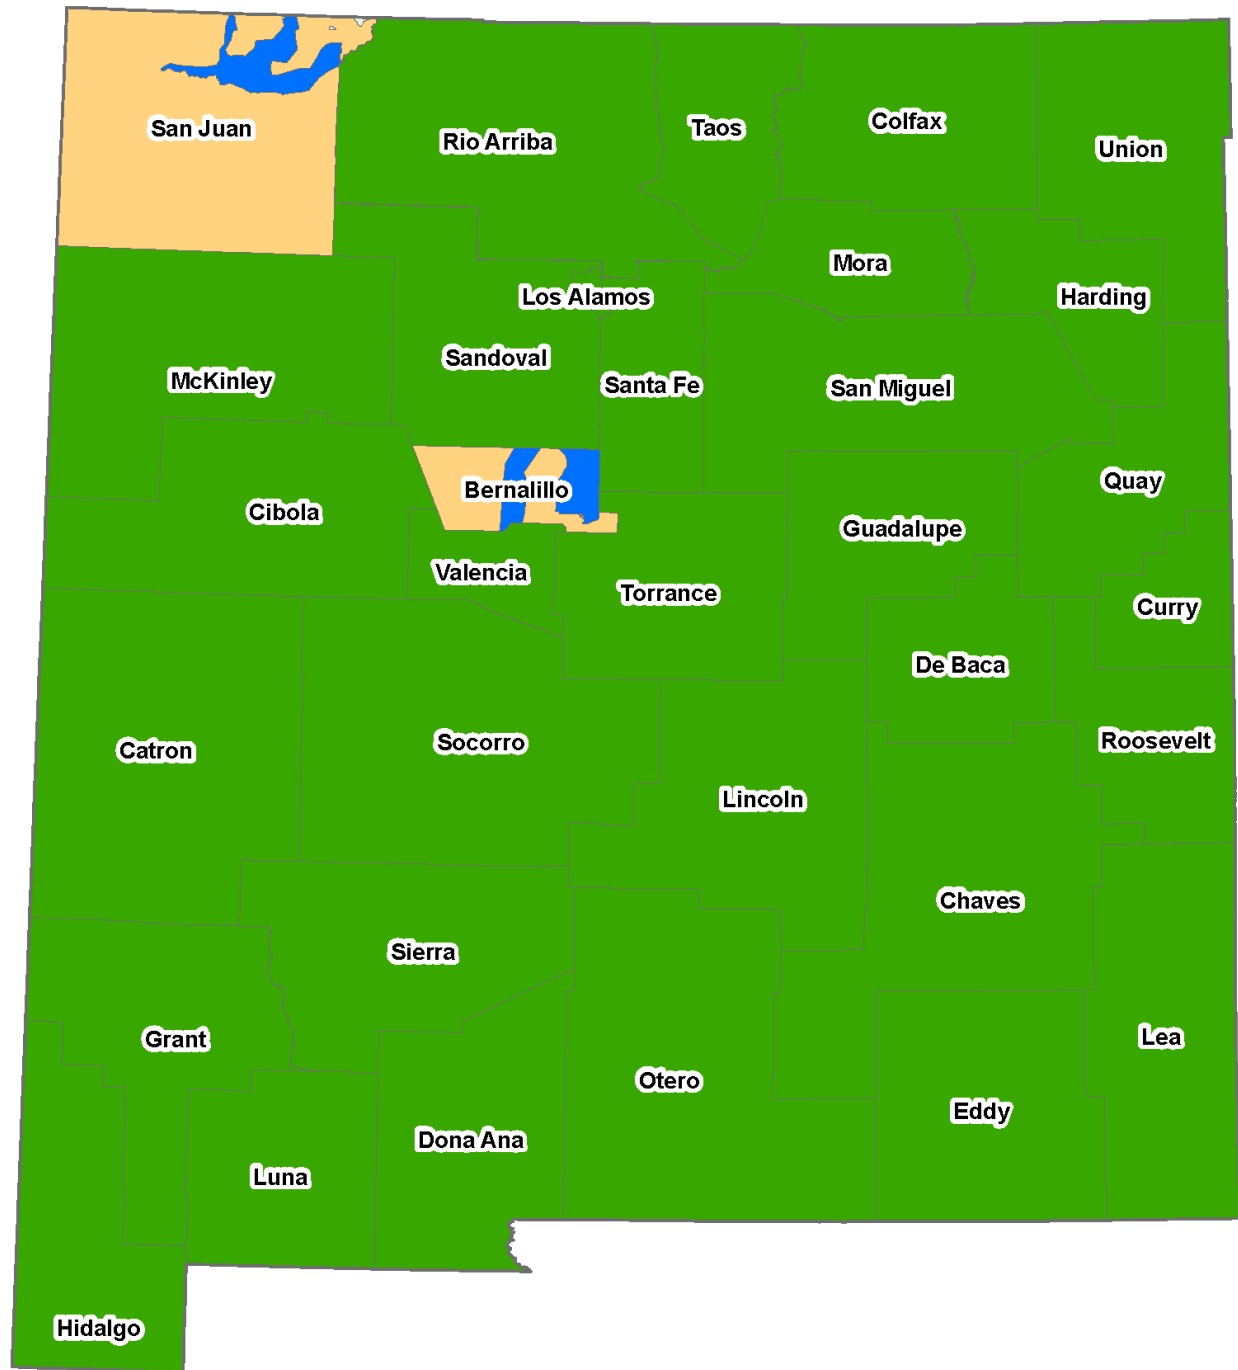 San Juan
Rio Arriba
Taos
Colfax
Union
Mora
Harding
Los Alamos
Sandoval
McKinley
Santa Fe
San Miguel
Bernalillo
Quay
Cibola
Guadalupe
Valencia
Torrance
Curry
De Baca
Catron
Socorro
Roosevelt
Lincoln
Chaves
Sierra
Grant
Lea
Otero
Eddy
Dona Ana
Luna
Hidalgo